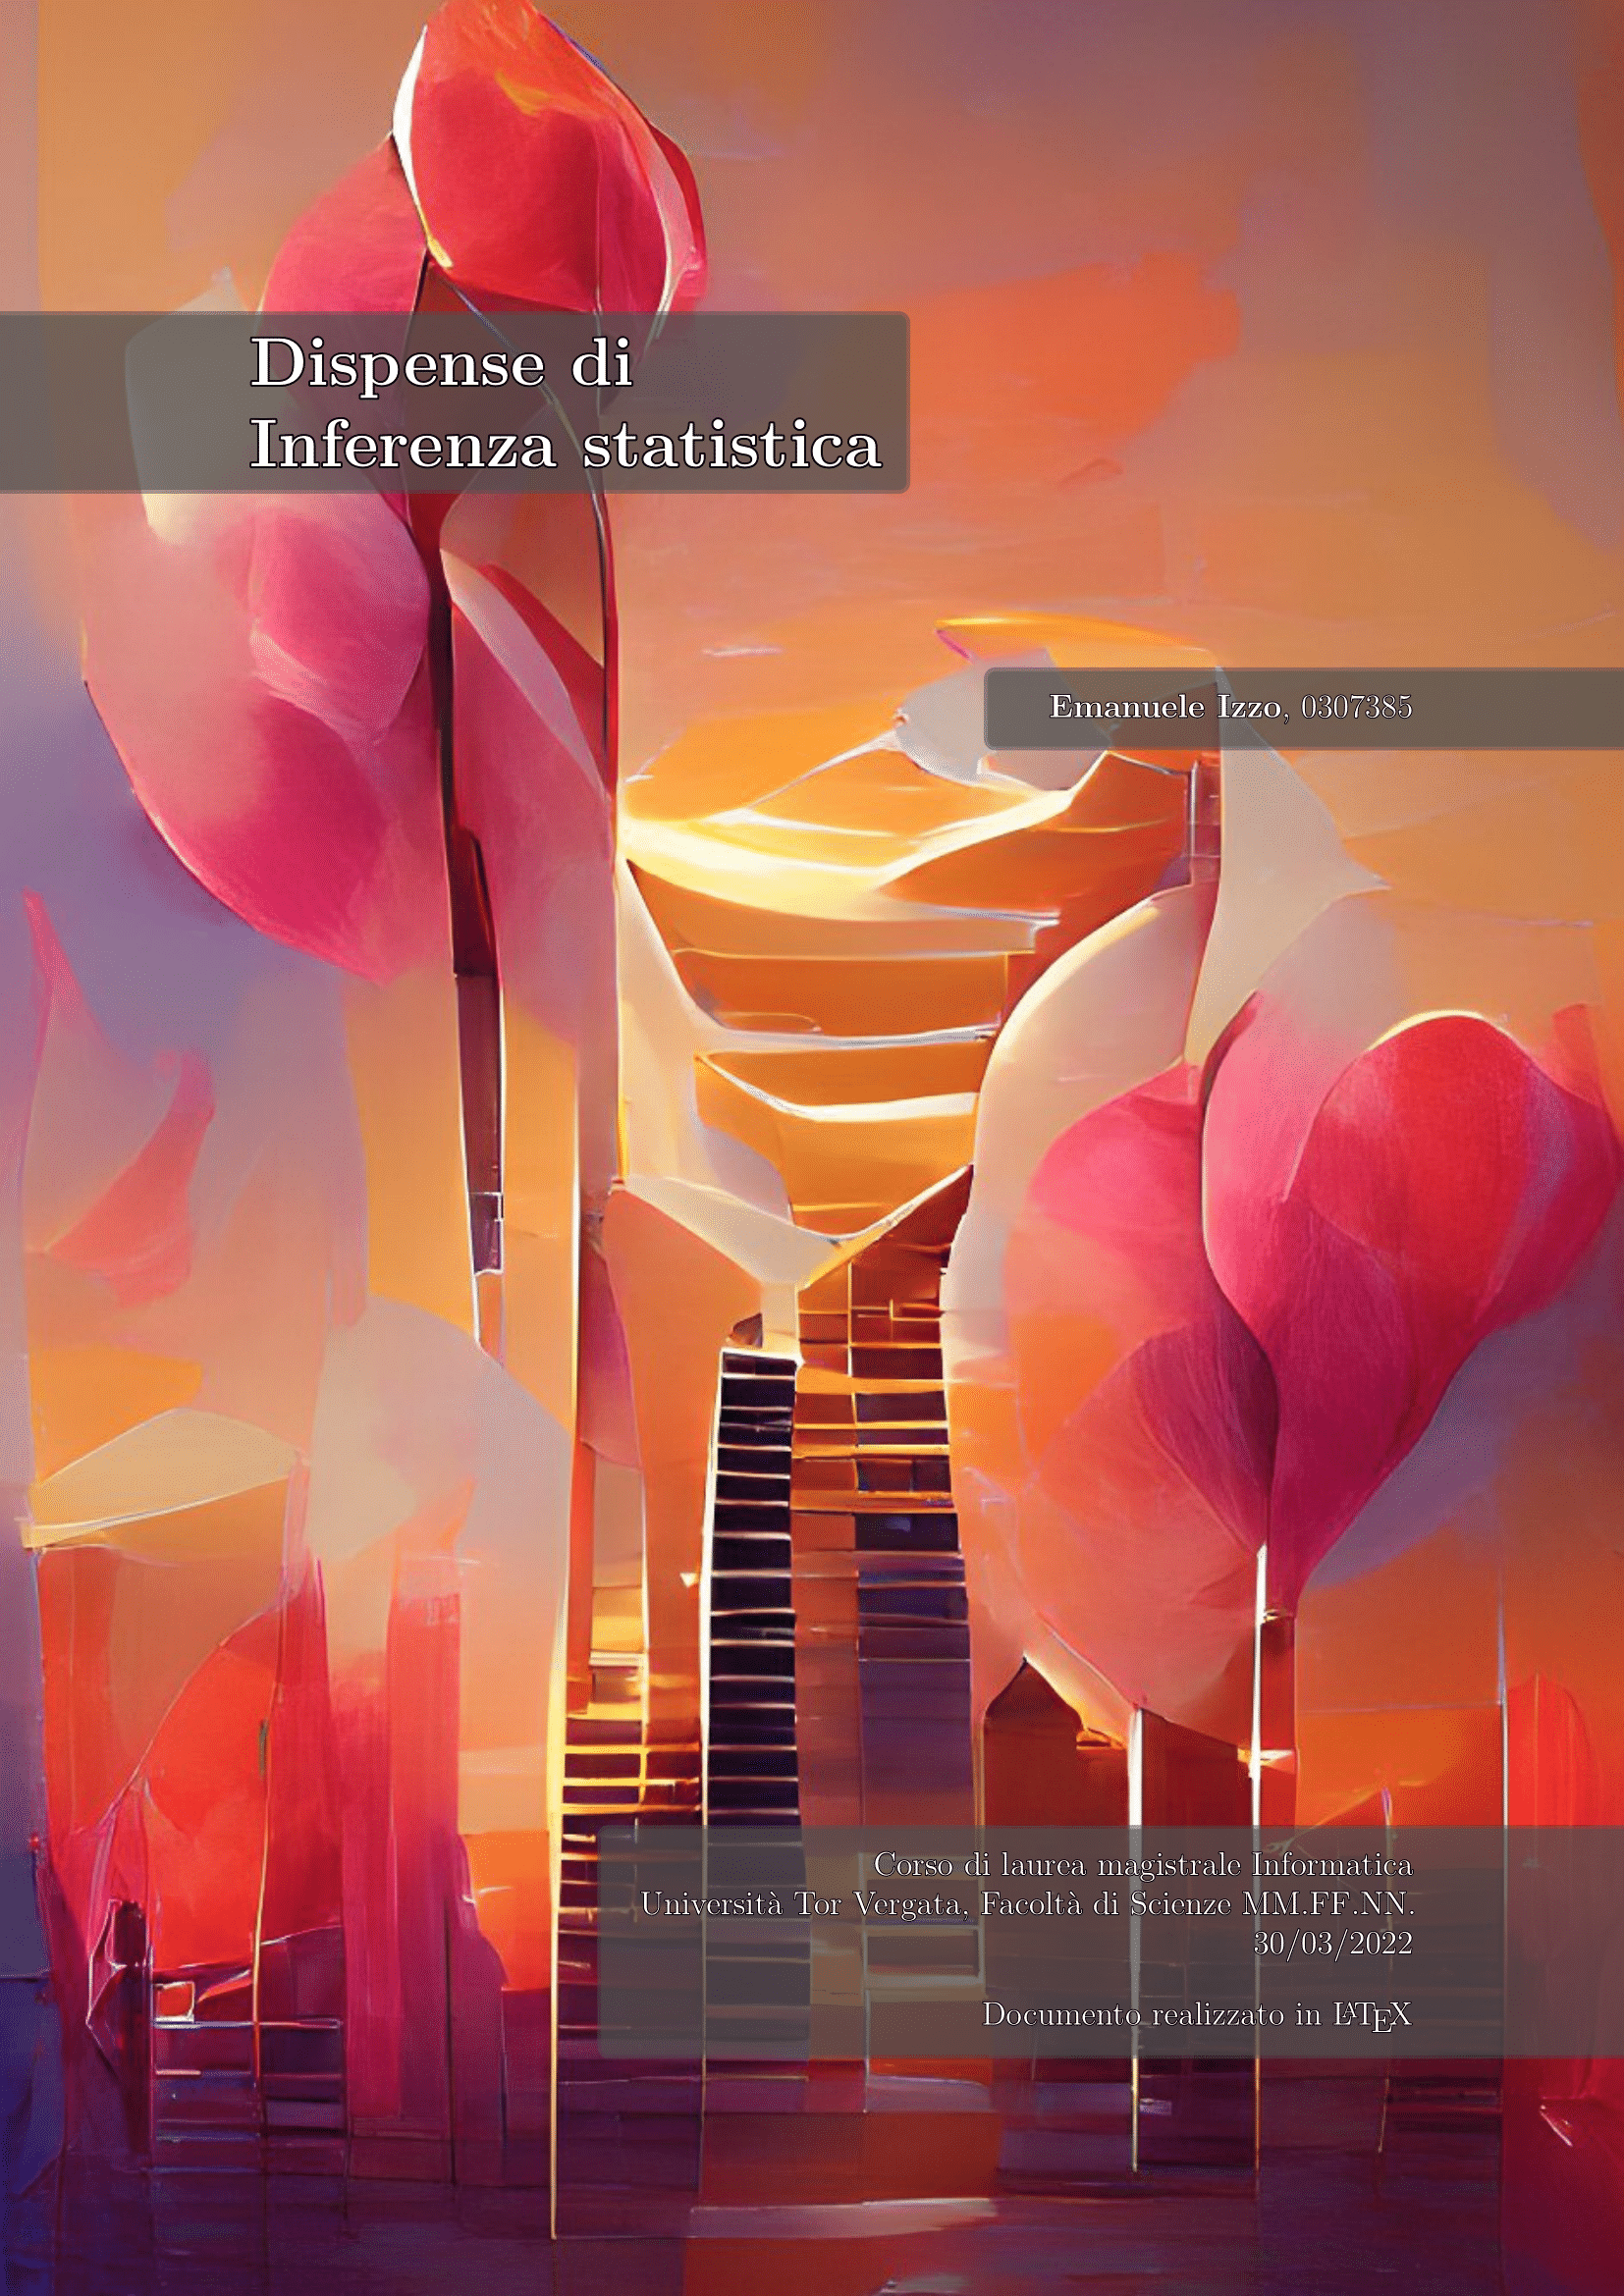 Dispense di
Inferenza statistica
Emanuele Izzo, 0307385
Corso di laurea magistrale Informatica
Università Tor Vergata, Facoltà di Scienze MM.FF.NN.
30/03/2022
Documento realizzato in LATEX